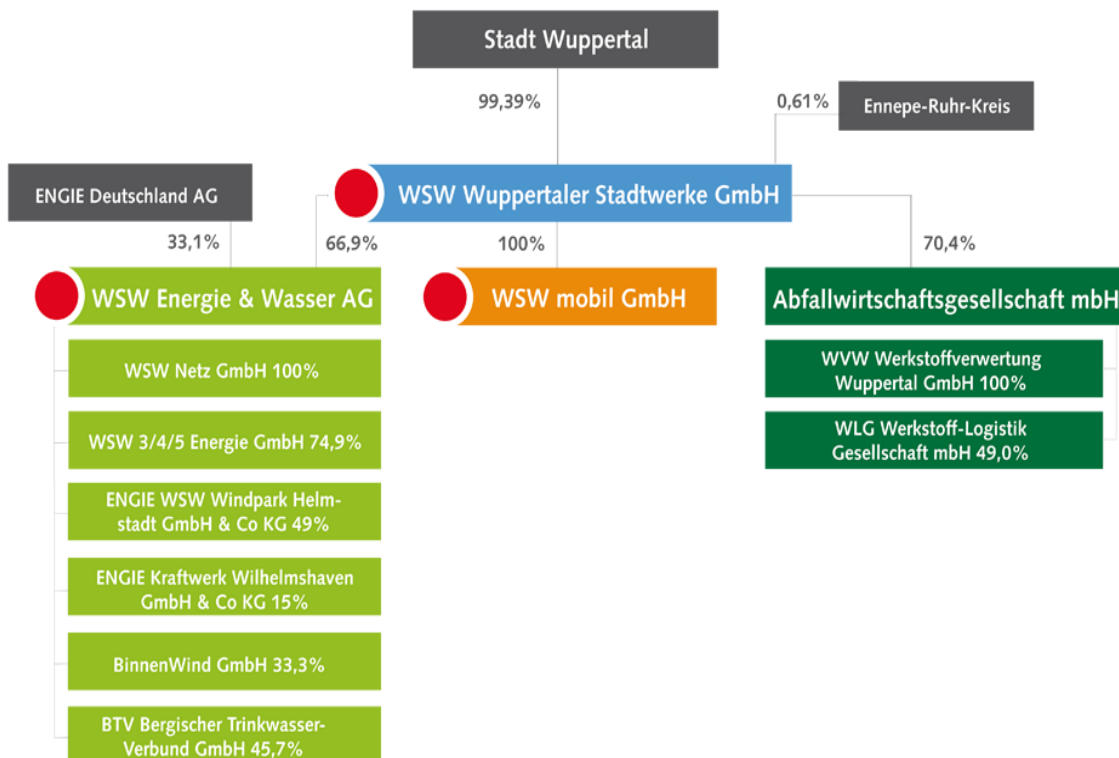 Stadt Wuppertal
99,39%
0,61%
Ennepe-Ruhr-Kreis
ENGIE Deutschland AG
WSW Wuppertaler Stadtwerke GmbH
33,1%
66,9%
100%
70,4%
WSW Energie & Wasser AG
WSW mobil GmbH
Abfallwirtschaftsgesellschaft mbH
WSW Netz GmbH 100%
WSW 3/4/5 Energie GmbH 74,9%
ENGIE WSW Windpark Helm-
stadt GmbH & Co KG 49%
ENGIE Kraftwerk Wilhelmshaven
GmbH & Co KG 15%
BinnenWind GmbH 33,3%
BTV Bergischer Trinkwasser-
Verbund GmbH 45,7%
WVW Werkstoffverwertung
Wuppertal GmbH 100%
WLG Werkstoff-Logistik
Gesellschaft mbH 49,0%